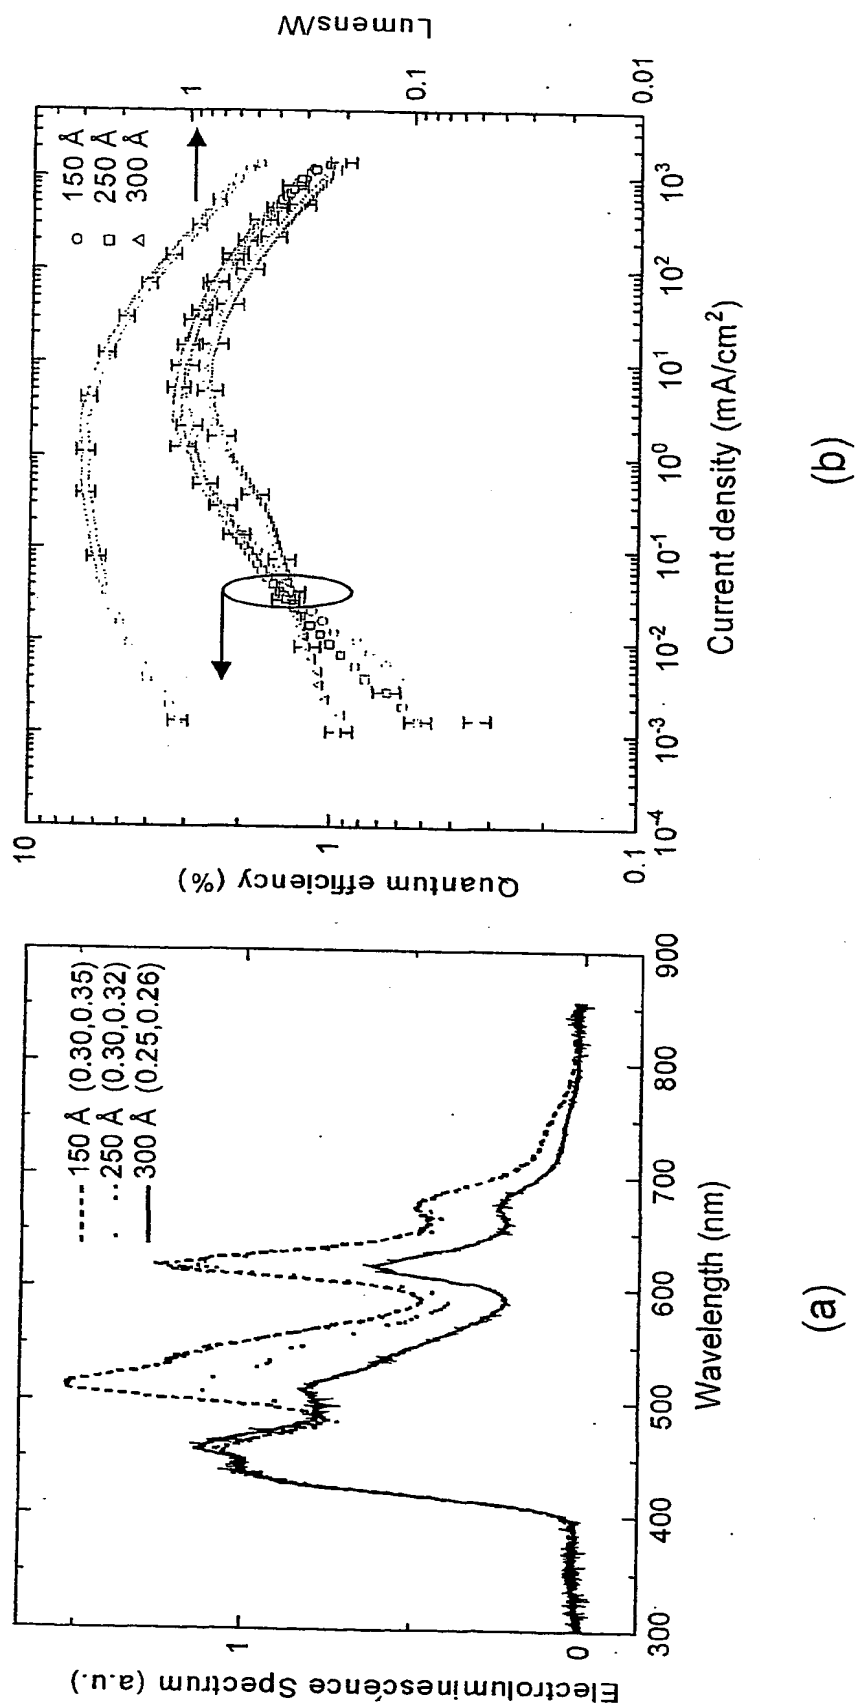 Electroluminescence Spectrum (a.u.)
1
0
150 Å (0.30,0.35)
250 Å (0.30,0.32)
300 Å (0.25,0.26)
300 400 500 600 700 800 900
Wavelength (nm)
(a)
Quantum efficiency (%)
10
1
0.1
150 Å
250 Å
300 Å
Lumens/W
1
0.1
0.01
10-4 10-3 10-2 10-1 100 101 102 103
Current density (mA/cm2)
(b)